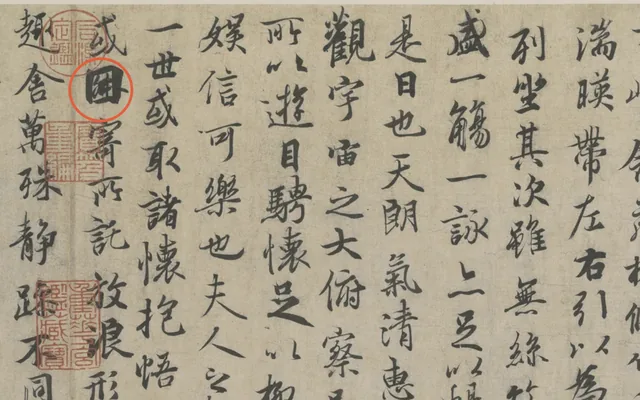 湍暎帶左右引以為
列坐其次雖無絲竹
盛一觴一詠亦足以暢
是日也天朗氣清惠
觀宇宙之大俯察品
所以遊目騁懷足以極
娛信可樂也夫人之
一世或取諸懷抱悟
或因寄所託放浪形
趣舍萬殊静躁不同